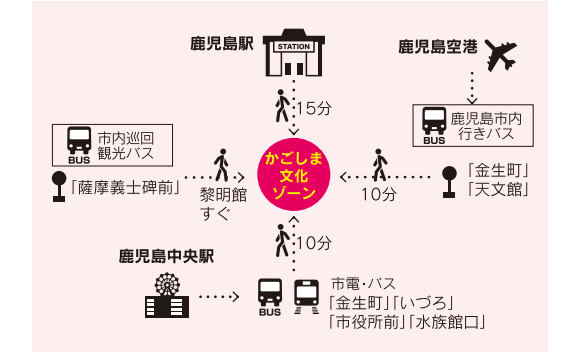 鹿児島駅
STATION
15分
鹿児島空港
BUS
鹿児島市内
行きバス
「金生町」
「天文館」
10分
BUS
市内巡回
観光バス
「薩摩義士碑前」
黎明館
すぐ
かごしま
文化
ゾーン
10分
鹿児島中央駅
BUS
市電・バス
「金生町」「いづろ」
「市役所前」「水族館口」